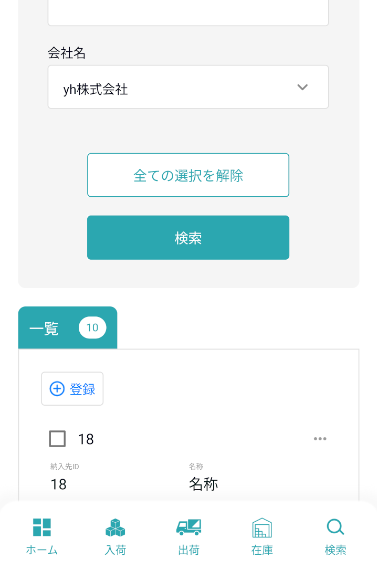 会社名
yh株式会社
全ての選択を解除
検索
一覧 10
登録
18
納入先ID 名称
18 名称
ホーム 入荷 出荷 在庫 検索